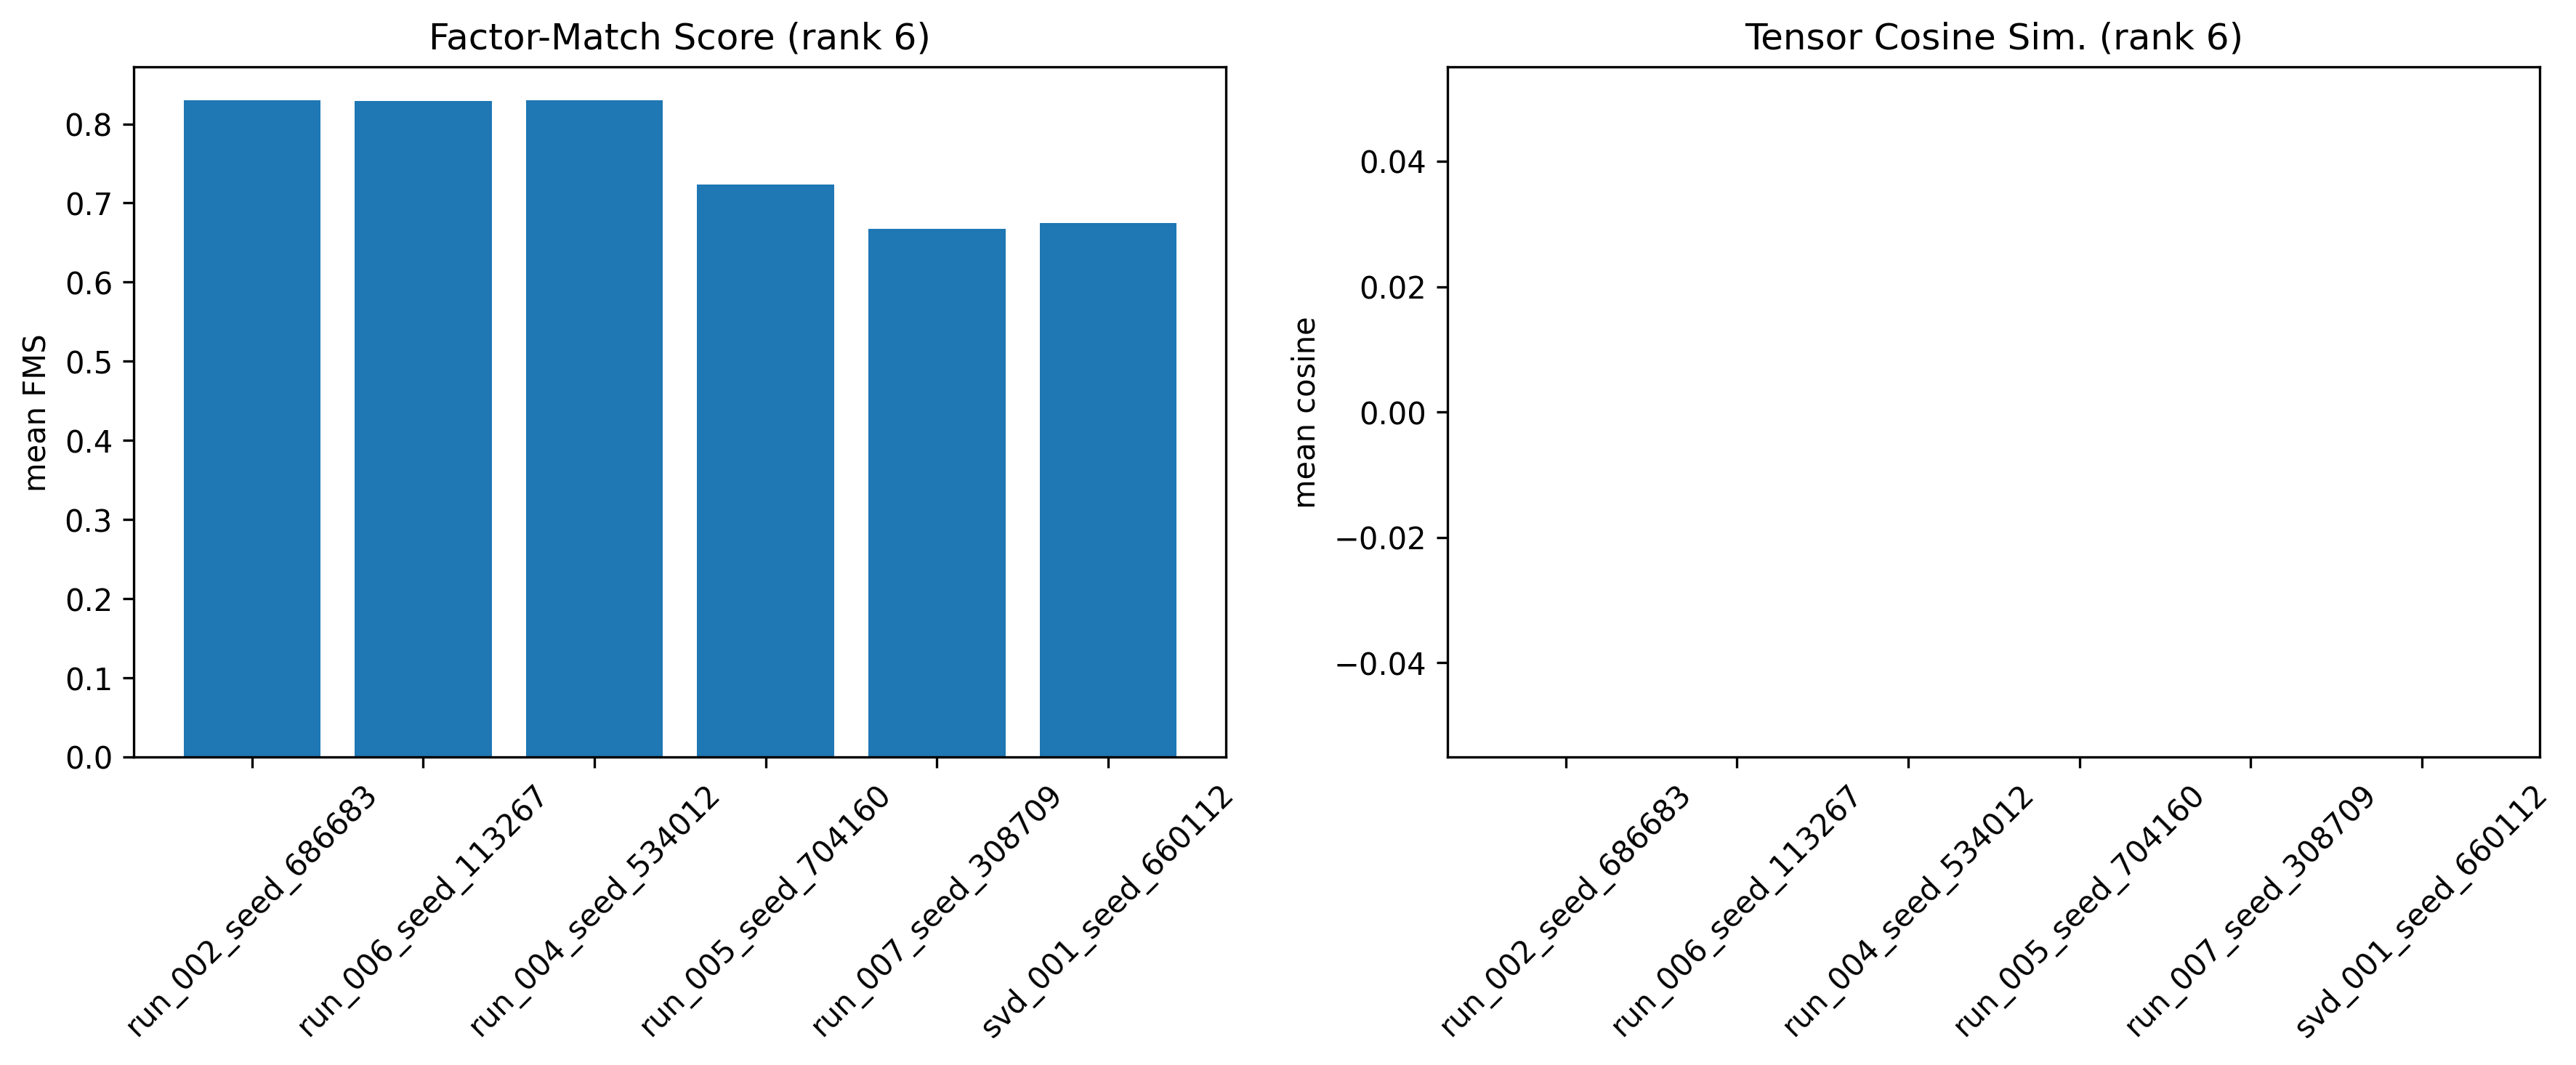 Factor-Match Score (rank 6)
mean FMS
0.8
0.7
0.6
0.5
0.4
0.3
0.2
0.1
0.0
run_002_seed_686683
run_006_seed_113267
run_004_seed_534012
run_005_seed_704160
run_007_seed_308709
svd_001_seed_660112
Tensor Cosine Sim. (rank 6)
mean cosine
0.04
0.02
0.00
−0.02
−0.04
run_002_seed_686683
run_006_seed_113267
run_004_seed_534012
run_005_seed_704160
run_007_seed_308709
svd_001_seed_660112